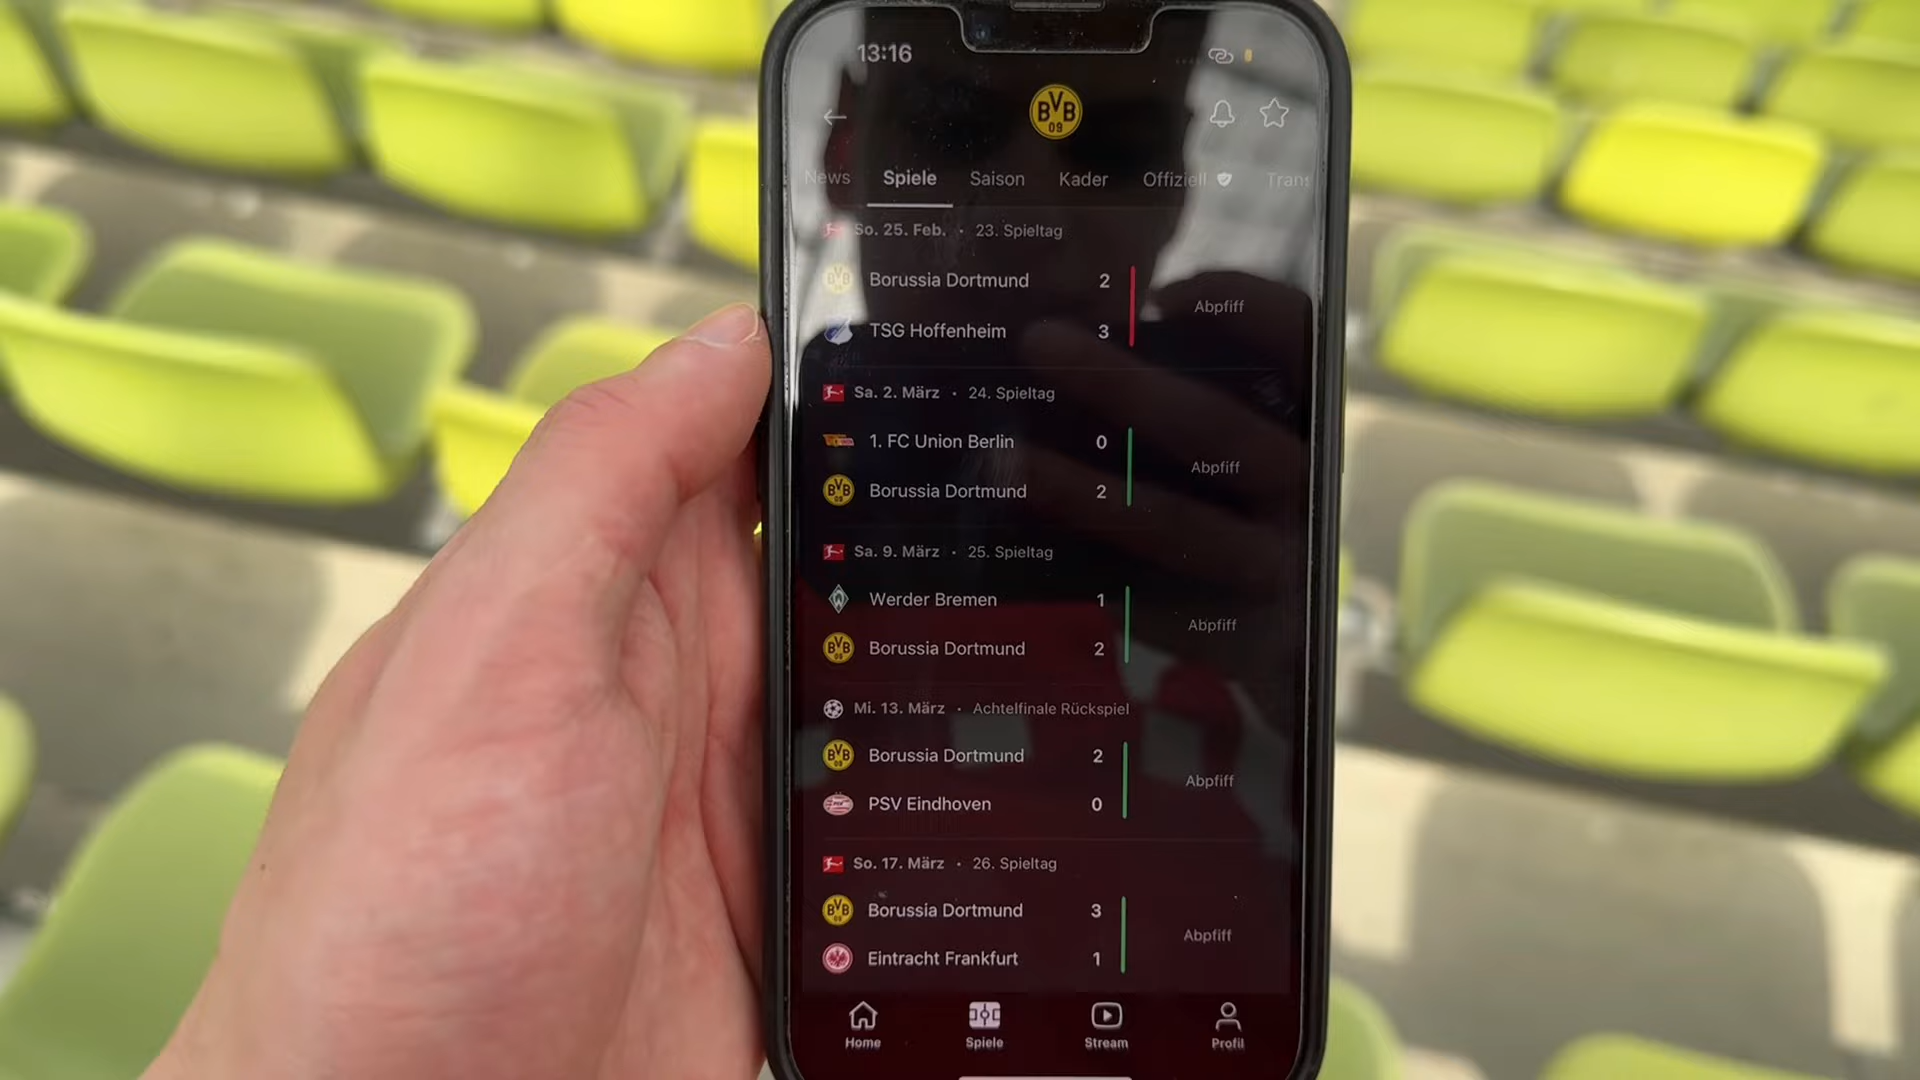 13:16
BVB
09
News Spiele Saison Kader Offiziell Trans
So. 25. Feb. · 23. Spieltag
Borussia Dortmund 2
Abpfiff
TSG Hoffenheim 3
Sa. 2. März · 24. Spieltag
1. FC Union Berlin 0
Abpfiff
Borussia Dortmund 2
Sa. 9. März · 25. Spieltag
Werder Bremen 1
Abpfiff
Borussia Dortmund 2
Mi. 13. März · Achtelfinale Rückspiel
Borussia Dortmund 2
Abpfiff
PSV Eindhoven 0
So. 17. März · 26. Spieltag
Borussia Dortmund 3
Abpfiff
Eintracht Frankfurt 1
Home Spiele Stream Profil